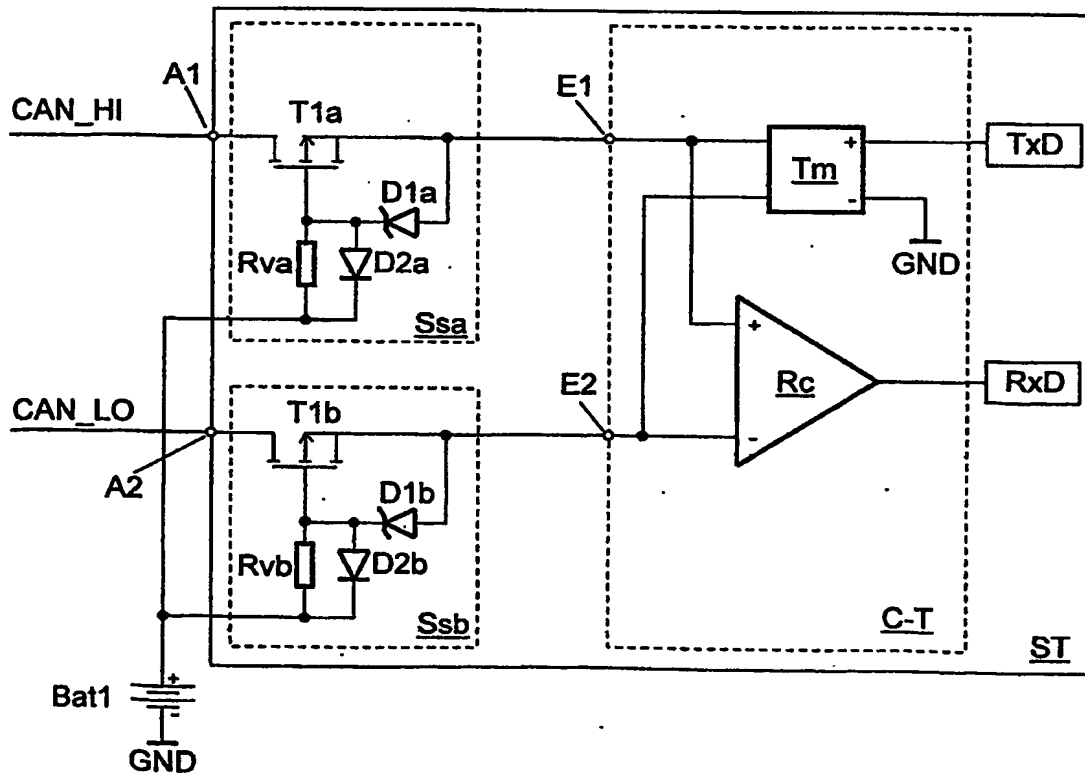 A1
CAN_HI
T1a
E1
Tm
+
-
TxD
D1a
Rva
D2a
GND
Ssa
+
Rc
-
RxD
CAN_LO
T1b
E2
A2
D1b
Rvb
D2b
Ssb
C-T
ST
Bat1
+
-
GND